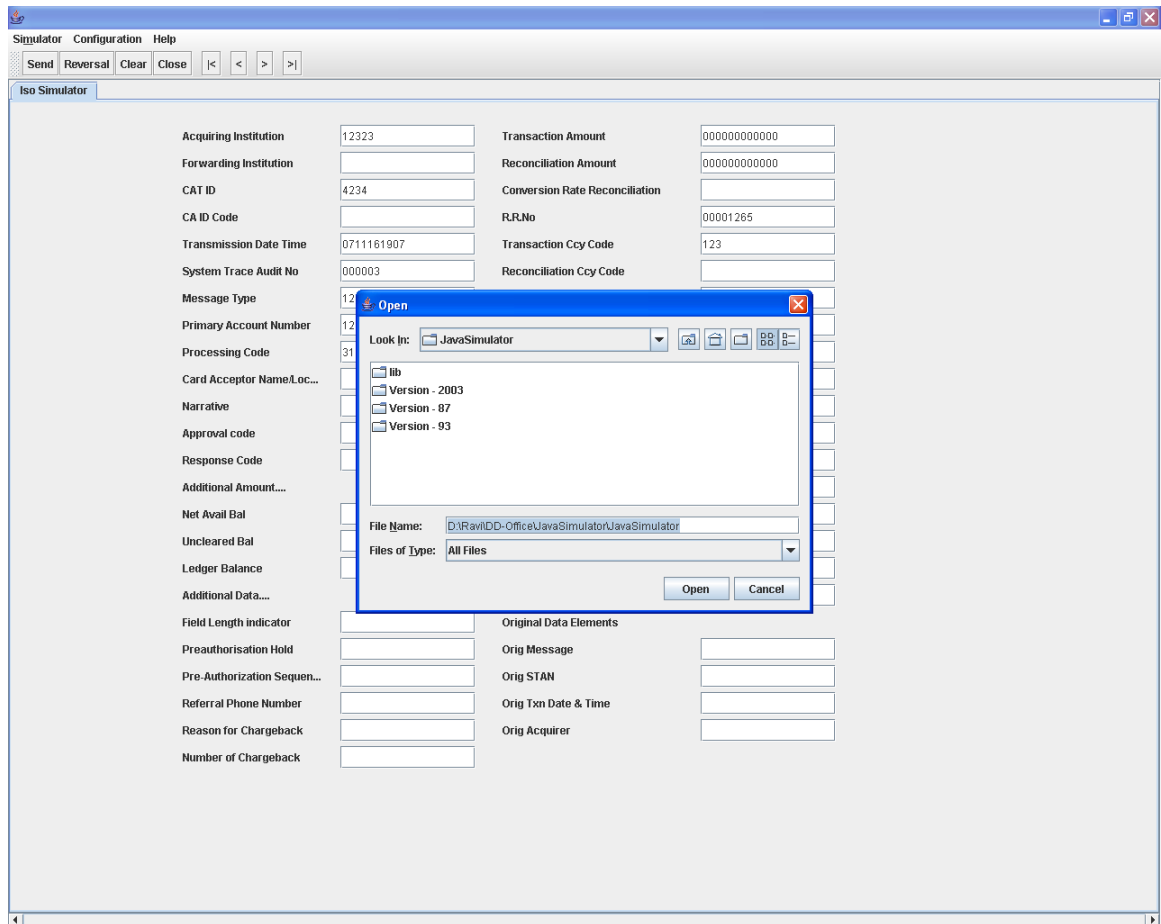 Simulator Configuration Help
Send Reversal Clear Close |< < > >|
Iso Simulator
Acquiring Institution 12323 Transaction Amount 000000000000
Forwarding Institution Reconciliation Amount 000000000000
CAT ID 4234 Conversion Rate Reconciliation
CA ID Code R.R.No 00001265
Transmission Date Time 0711161907 Transaction Ccy Code 123
System Trace Audit No 000003 Reconciliation Ccy Code
Message Type 12
Primary Account Number 12
Processing Code 31
Card Acceptor Name/Loc...
Narrative
Approval code
Response Code
Additional Amount....
Net Avail Bal
Uncleared Bal
Ledger Balance
Additional Data....
Field Length indicator Original Data Elements
Preauthorisation Hold Orig Message
Pre-Authorization Sequen... Orig STAN
Referral Phone Number Orig Txn Date & Time
Reason for Chargeback Orig Acquirer
Number of Chargeback
Open
Look In: JavaSimulator
lib
Version - 2003
Version - 87
Version - 93
File Name: D:\Ravi\DD-Office\JavaSimulator\JavaSimulator
Files of Type: All Files
Open Cancel